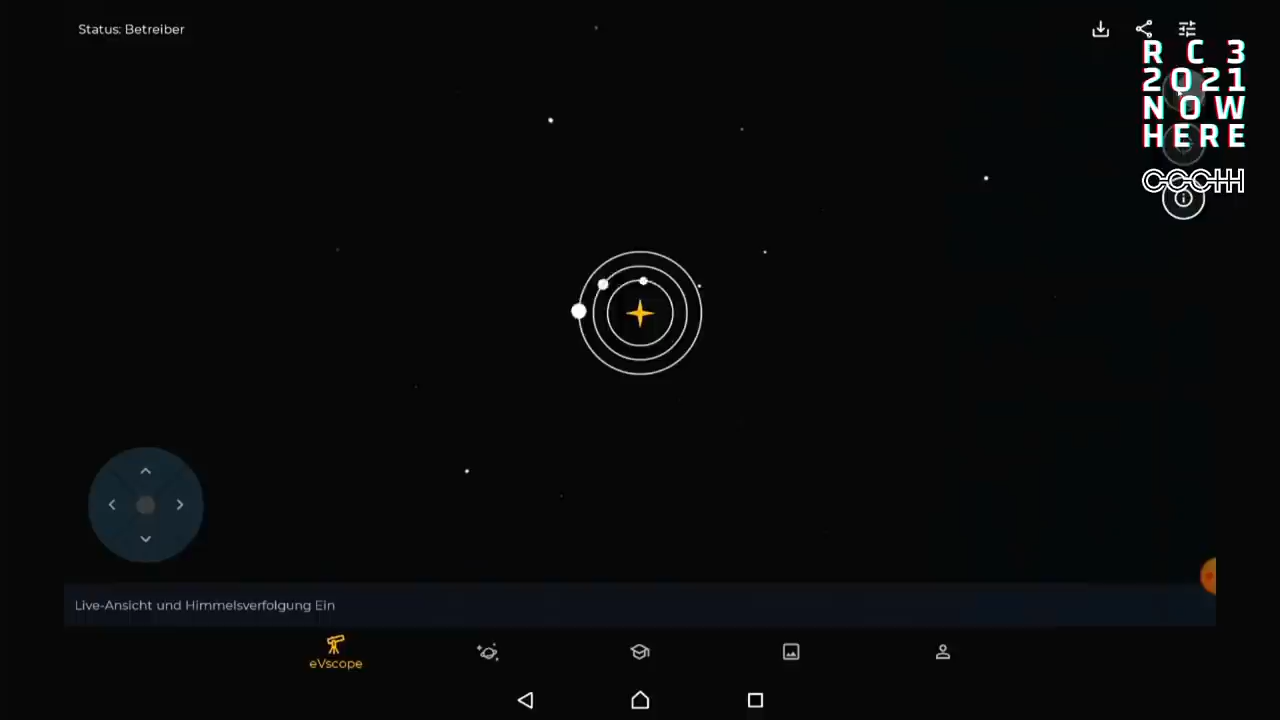 Status: Betreiber
R C 3
2021
NOW
HERE
CCCHH
Live-Ansicht und Himmelsverfolgung Ein
eVscope